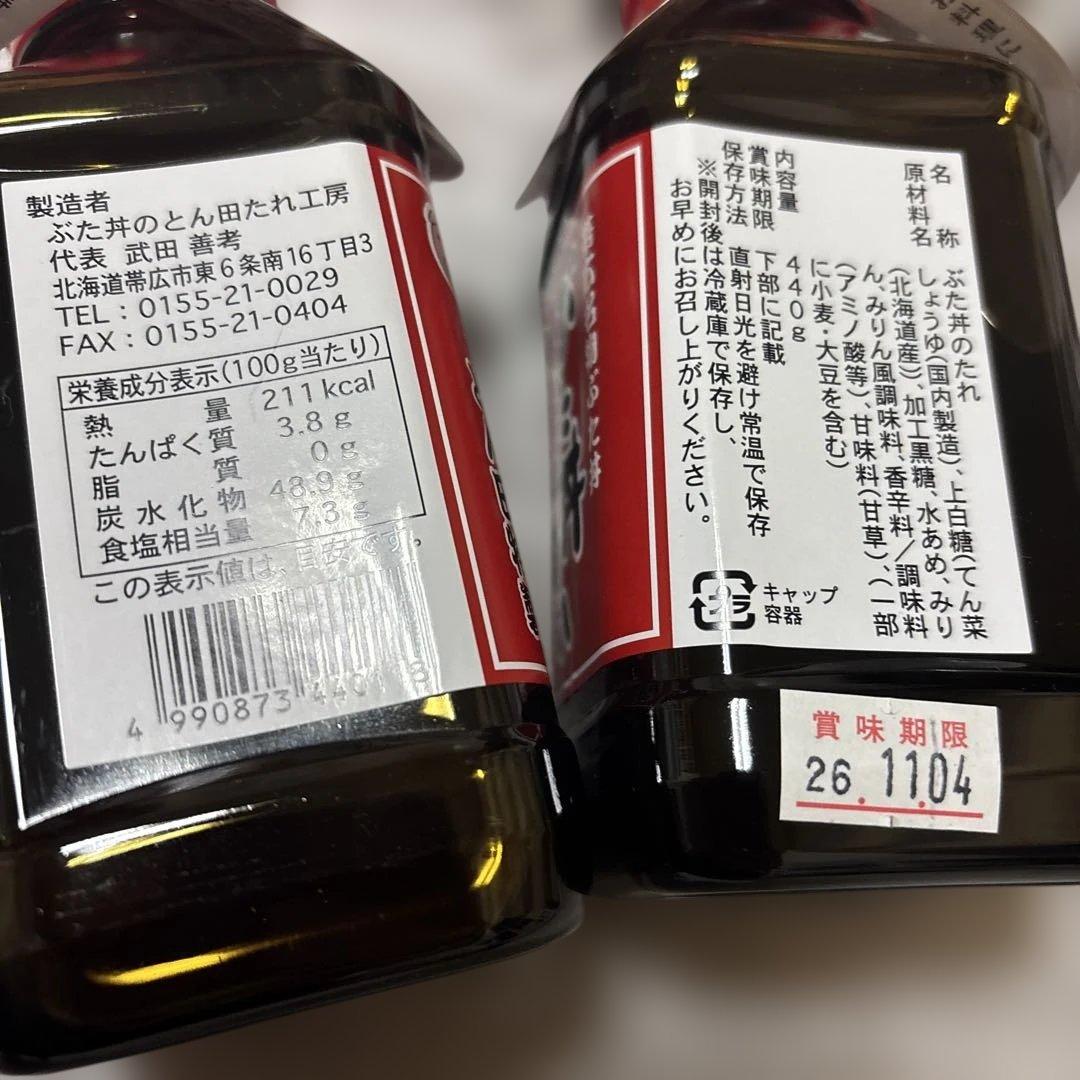 製造者
ぶた丼のとん田たれ工房
代表 武田 善考
北海道帯広市東6条南16丁目3
TEL：0155-21-0029
FAX：0155-21-0404
栄養成分表示(100g当たり)
熱量 211kcal
たんぱく質 3.8g
脂質 0g
炭水化物 48.9g
食塩相当量 7.3g
この表示値は、目安です。
4 990873 44013
名称 ぶた丼のたれ
原材料名 しょうゆ(国内製造)、上白糖(てん菜
(北海道産)、加工黒糖、水あめ、みり
ん、みりん風調味料、香辛料／調味料
(アミノ酸等)、甘味料(甘草)、(一部
に小麦・大豆を含む)
内容量 440g
賞味期限 下部に記載
保存方法 直射日光を避け常温で保存
※開封後は冷蔵庫で保存し、
お早めにお召し上がりください。
プラ
キャップ
容器
賞味期限
26.11.04
料理に